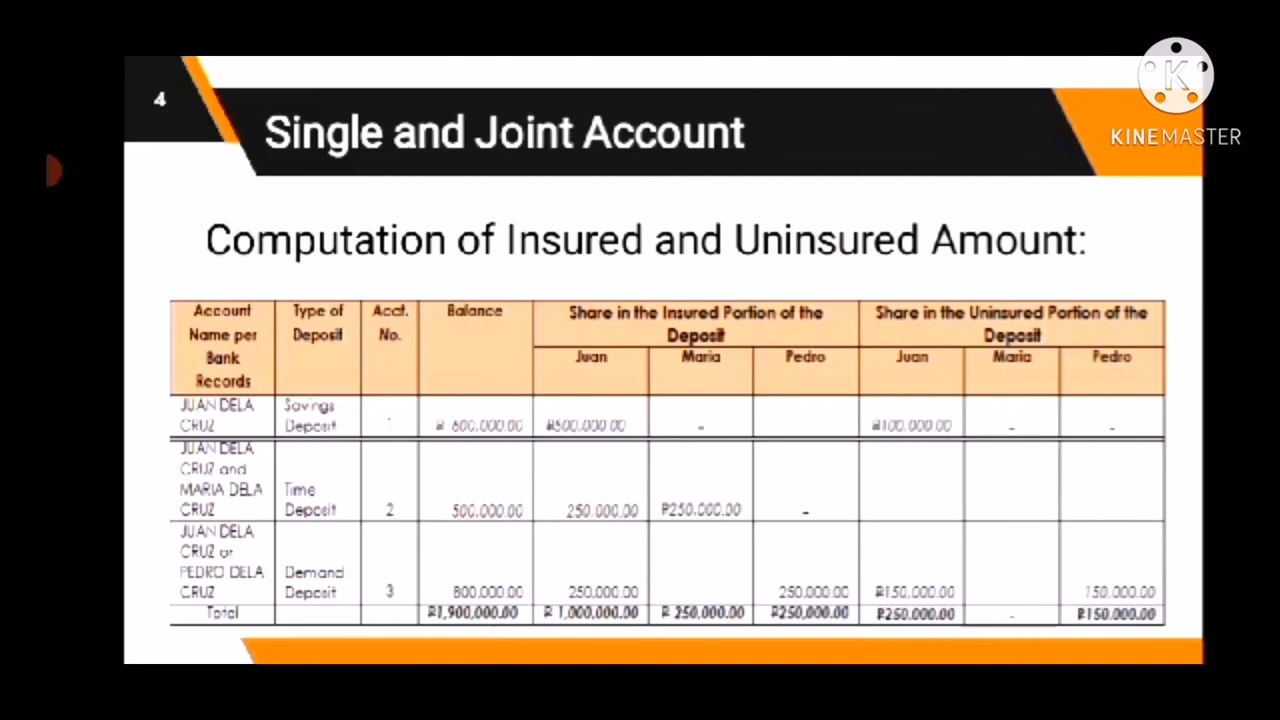 4
Single and Joint Account
KINEMASTER
Computation of Insured and Uninsured Amount:
Account Name per Bank Records | Type of Deposit | Acct. No. | Balance | Share in the Insured Portion of the Deposit | Share in the Uninsured Portion of the Deposit
Juan | Maria | Pedro | Juan | Maria | Pedro
JUAN DELA CRUZ | Savings Deposit | 1 | ₱ 600,000.00 | ₱500,000.00 | - | | ₱100,000.00 | - | -
JUAN DELA CRUZ and MARIA DELA CRUZ | Time Deposit | 2 | 500,000.00 | 250,000.00 | ₱250,000.00 | -
JUAN DELA CRUZ or PEDRO DELA CRUZ | Demand Deposit | 3 | 800,000.00 | 250,000.00 | | 250,000.00 | ₱150,000.00 | | 150,000.00
Total | | | ₱1,900,000.00 | ₱ 1,000,000.00 | ₱ 250,000.00 | ₱250,000.00 | ₱250,000.00 | - | ₱150,000.00